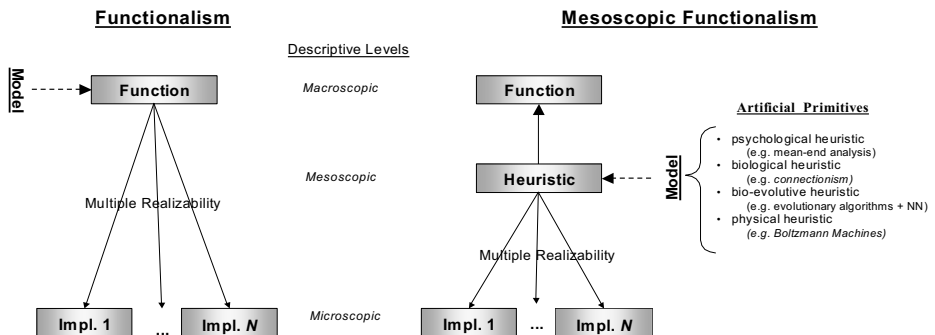 Functionalism
Mesoscopic Functionalism
Descriptive Levels
Model
Function
Macroscopic
Function
Artificial Primitives
• psychological heuristic
(e.g. mean-end analysis)
• biological heuristic
(e.g. connectionism)
• bio-evolutive heuristic
(e.g. evolutionary algorithms + NN)
• physical heuristic
(e.g. Boltzmann Machines)
Mesoscopic
Heuristic
Model
Multiple Realizability
Multiple Realizability
Impl. 1
...
Impl. N
Microscopic
Impl. 1
...
Impl. N